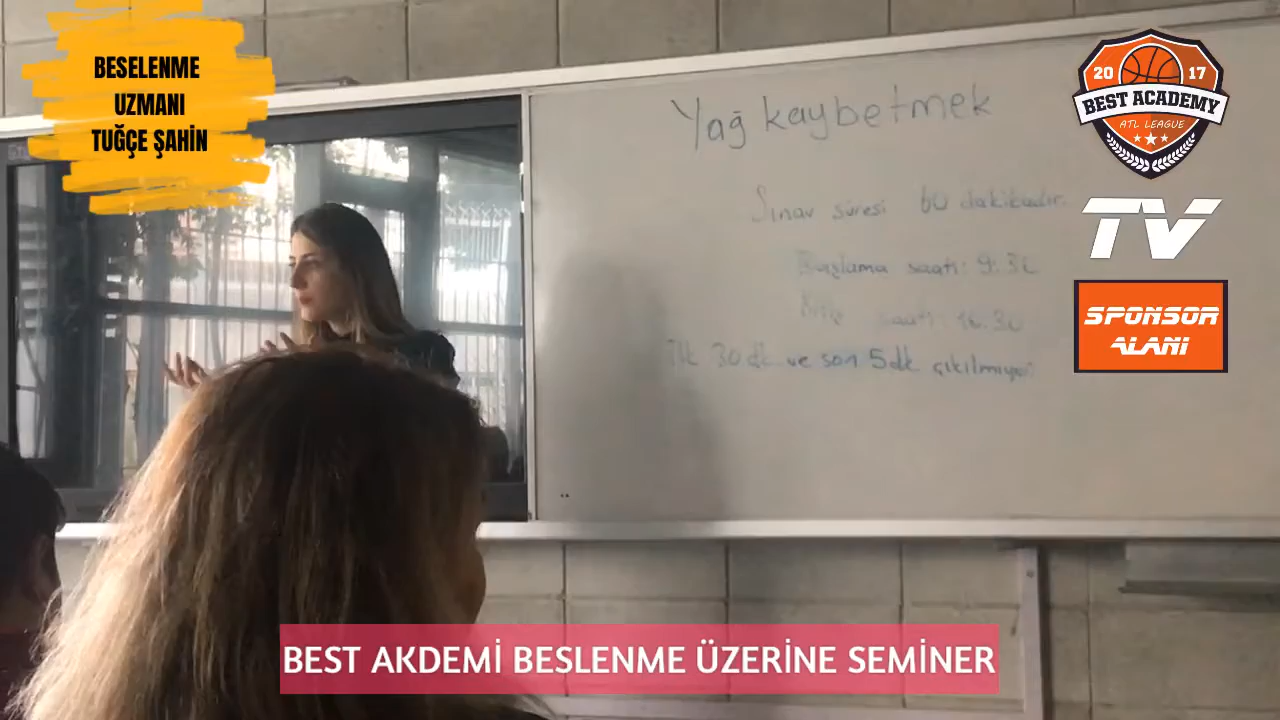 BESELENME
UZMANI
TUĞÇE ŞAHİN
Yağ kaybetmek
Sınav süresi 60 dakikadır.
Başlama saati: 9:30
saati: 16.30
İlk 30 dk ve son 5 dk çıkılmıyor
20 17
BEST ACADEMY
ATL LEAGUE
TV
SPONSOR
ALANI
BEST AKDEMİ BESLENME ÜZERİNE SEMİNER